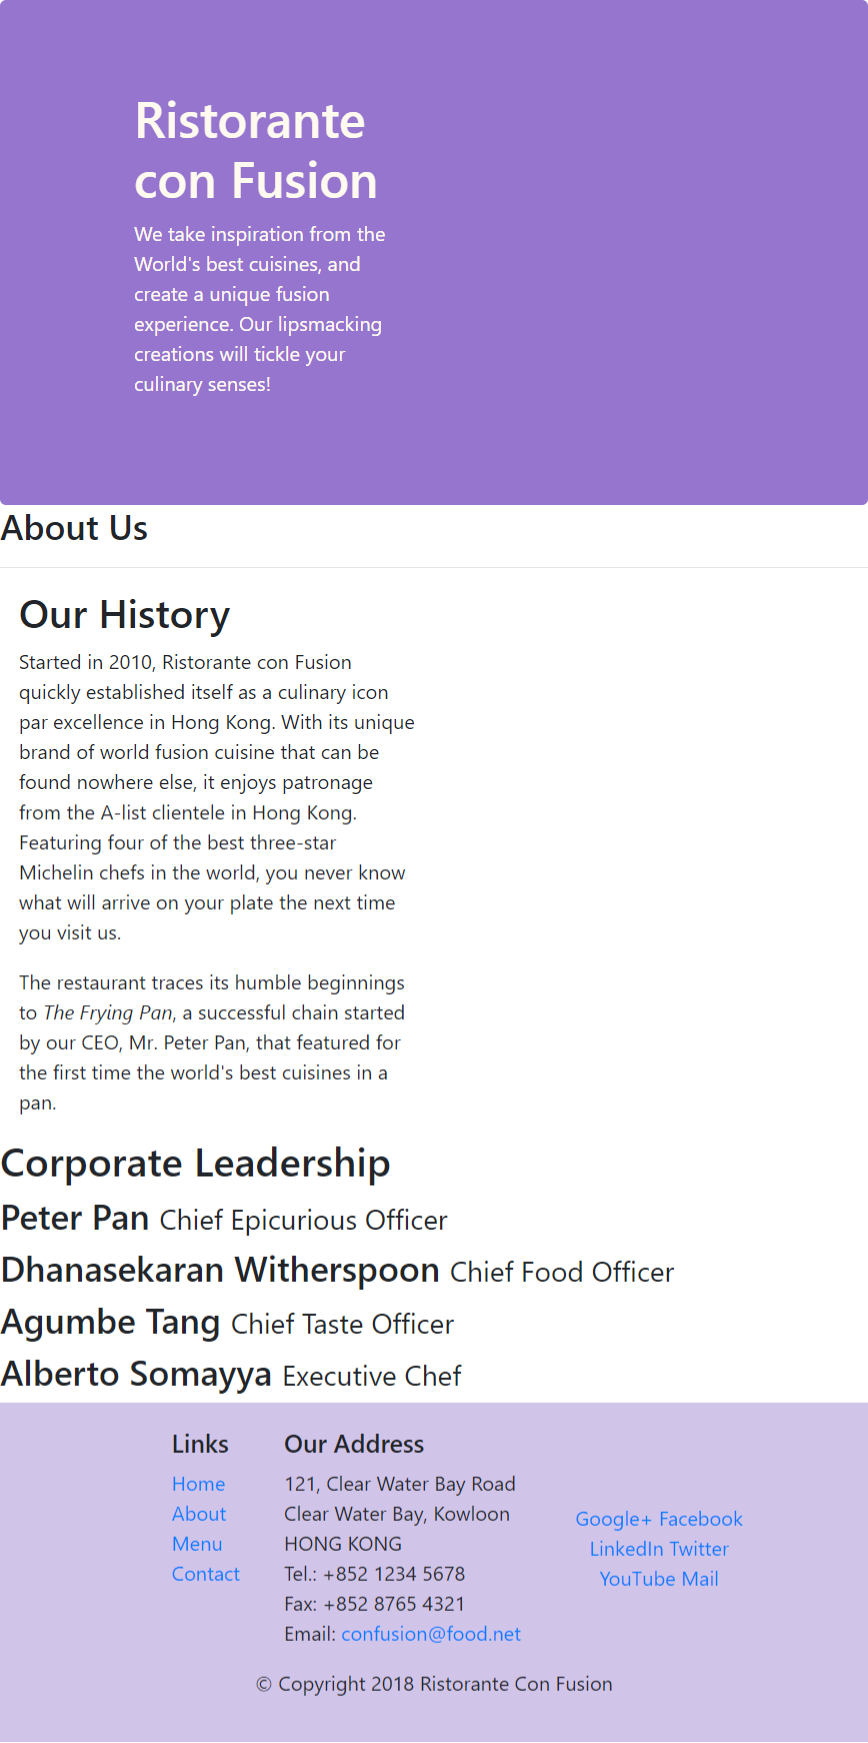 Ristorante
con Fusion
We take inspiration from the
World's best cuisines, and
create a unique fusion
experience. Our lipsmacking
creations will tickle your
culinary senses!
About Us
Our History
Started in 2010, Ristorante con Fusion
quickly established itself as a culinary icon
par excellence in Hong Kong. With its unique
brand of world fusion cuisine that can be
found nowhere else, it enjoys patronage
from the A-list clientele in Hong Kong.
Featuring four of the best three-star
Michelin chefs in the world, you never know
what will arrive on your plate the next time
you visit us.
The restaurant traces its humble beginnings
to The Frying Pan, a successful chain started
by our CEO, Mr. Peter Pan, that featured for
the first time the world's best cuisines in a
pan.
Corporate Leadership
Peter Pan Chief Epicurious Officer
Dhanasekaran Witherspoon Chief Food Officer
Agumbe Tang Chief Taste Officer
Alberto Somayya Executive Chef
Links
Home
About
Menu
Contact
Our Address
121, Clear Water Bay Road
Clear Water Bay, Kowloon
HONG KONG
Tel.: +852 1234 5678
Fax: +852 8765 4321
Email: confusion@food.net
Google+ Facebook
LinkedIn Twitter
YouTube Mail
© Copyright 2018 Ristorante Con Fusion